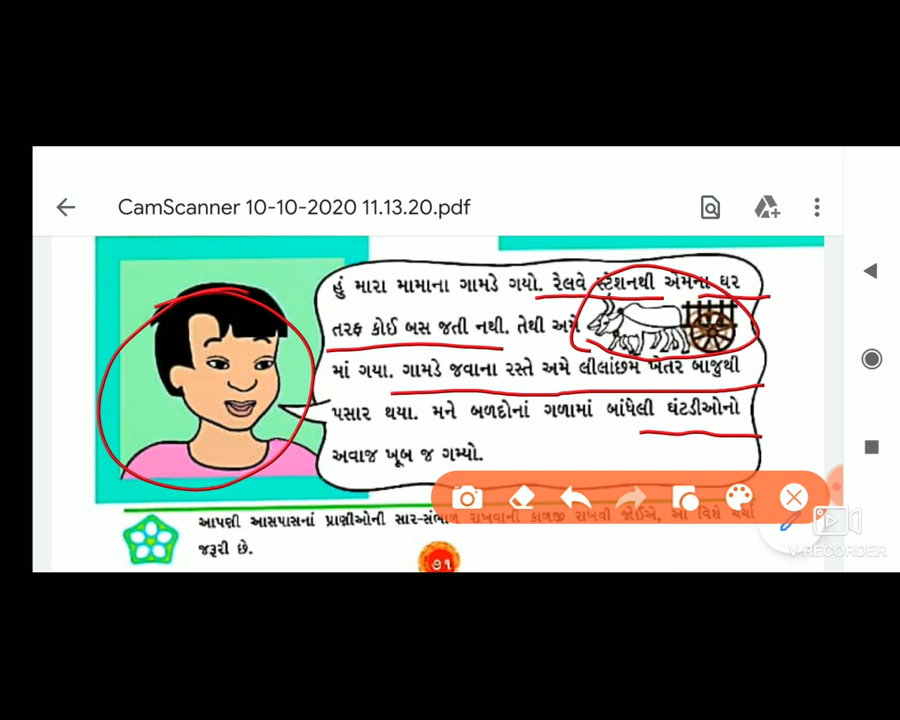 CamScanner 10-10-2020 11.13.20.pdf
હું મારા મામાના ગામડે ગયો. રેલવે સ્ટેશનથી એમના ઘર
તરફ કોઈ બસ જતી નથી. તેથી અમે
માં ગયા. ગામડે જવાના રસ્તે અમે લીલાંછમ ખેતર બાજુથી
પસાર થયા. મને બળદોનાં ગળામાં બાંધેલી ઘંટડીઓનો
અવાજ ખૂબ જ ગમ્યો.
આપણી આસપાસનાં પ્રાણીઓની સાર-સંભાળ રાખવાની કાળજી રાખવી જોઈએ, આ વિશે ચર્ચા
જરૂરી છે.
૭૧
V RECORDER